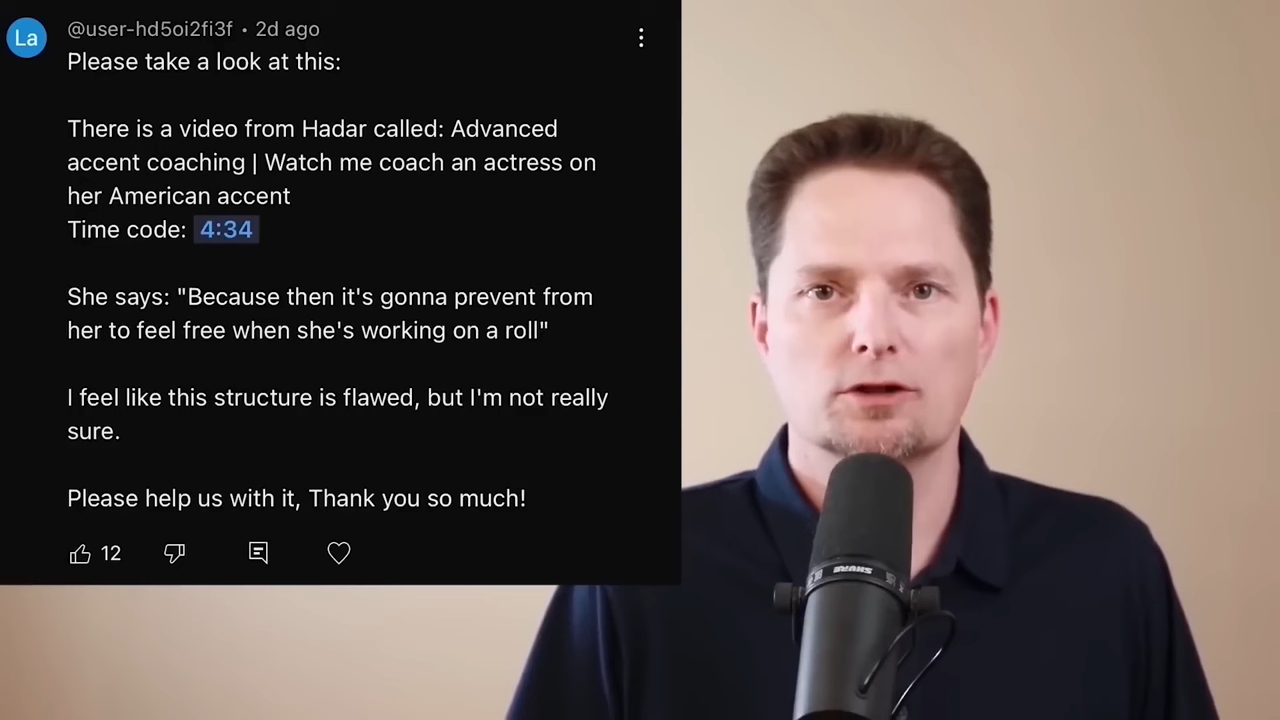 La
@user-hd5oi2fi3f • 2d ago
Please take a look at this:
There is a video from Hadar called: Advanced
accent coaching | Watch me coach an actress on
her American accent
Time code: 4:34
She says: "Because then it's gonna prevent from
her to feel free when she's working on a roll"
I feel like this structure is flawed, but I'm not really
sure.
Please help us with it, Thank you so much!
12
SHURE